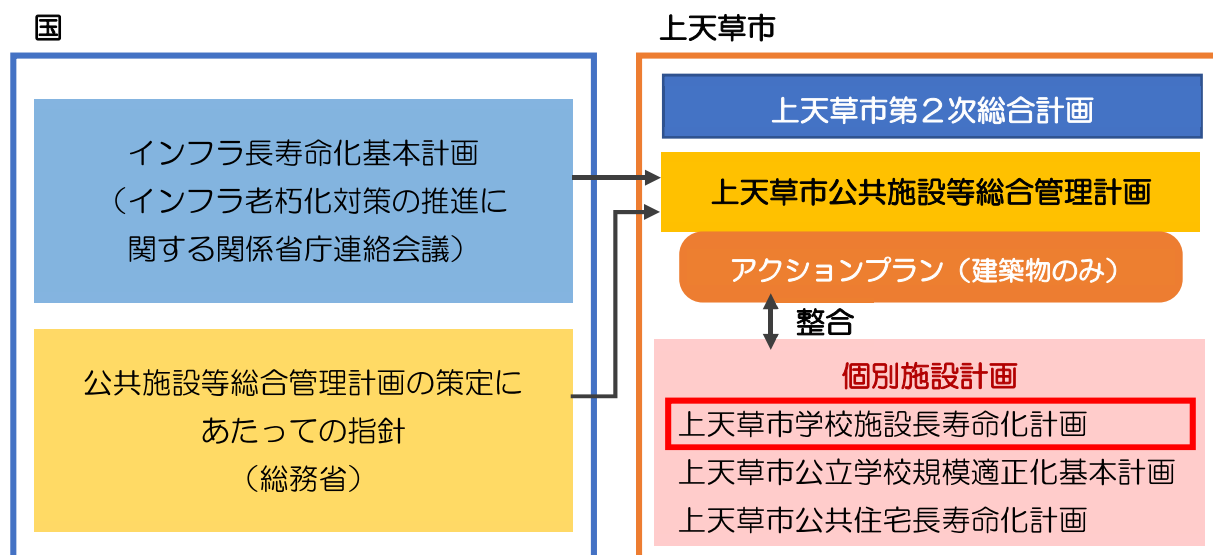 国
インフラ長寿命化基本計画
（インフラ老朽化対策の推進に
関する関係省庁連絡会議）
公共施設等総合管理計画の策定に
あたっての指針
（総務省）
上天草市
上天草市第２次総合計画
上天草市公共施設等総合管理計画
アクションプラン（建築物のみ）
整合
個別施設計画
上天草市学校施設長寿命化計画
上天草市公立学校規模適正化基本計画
上天草市公共住宅長寿命化計画